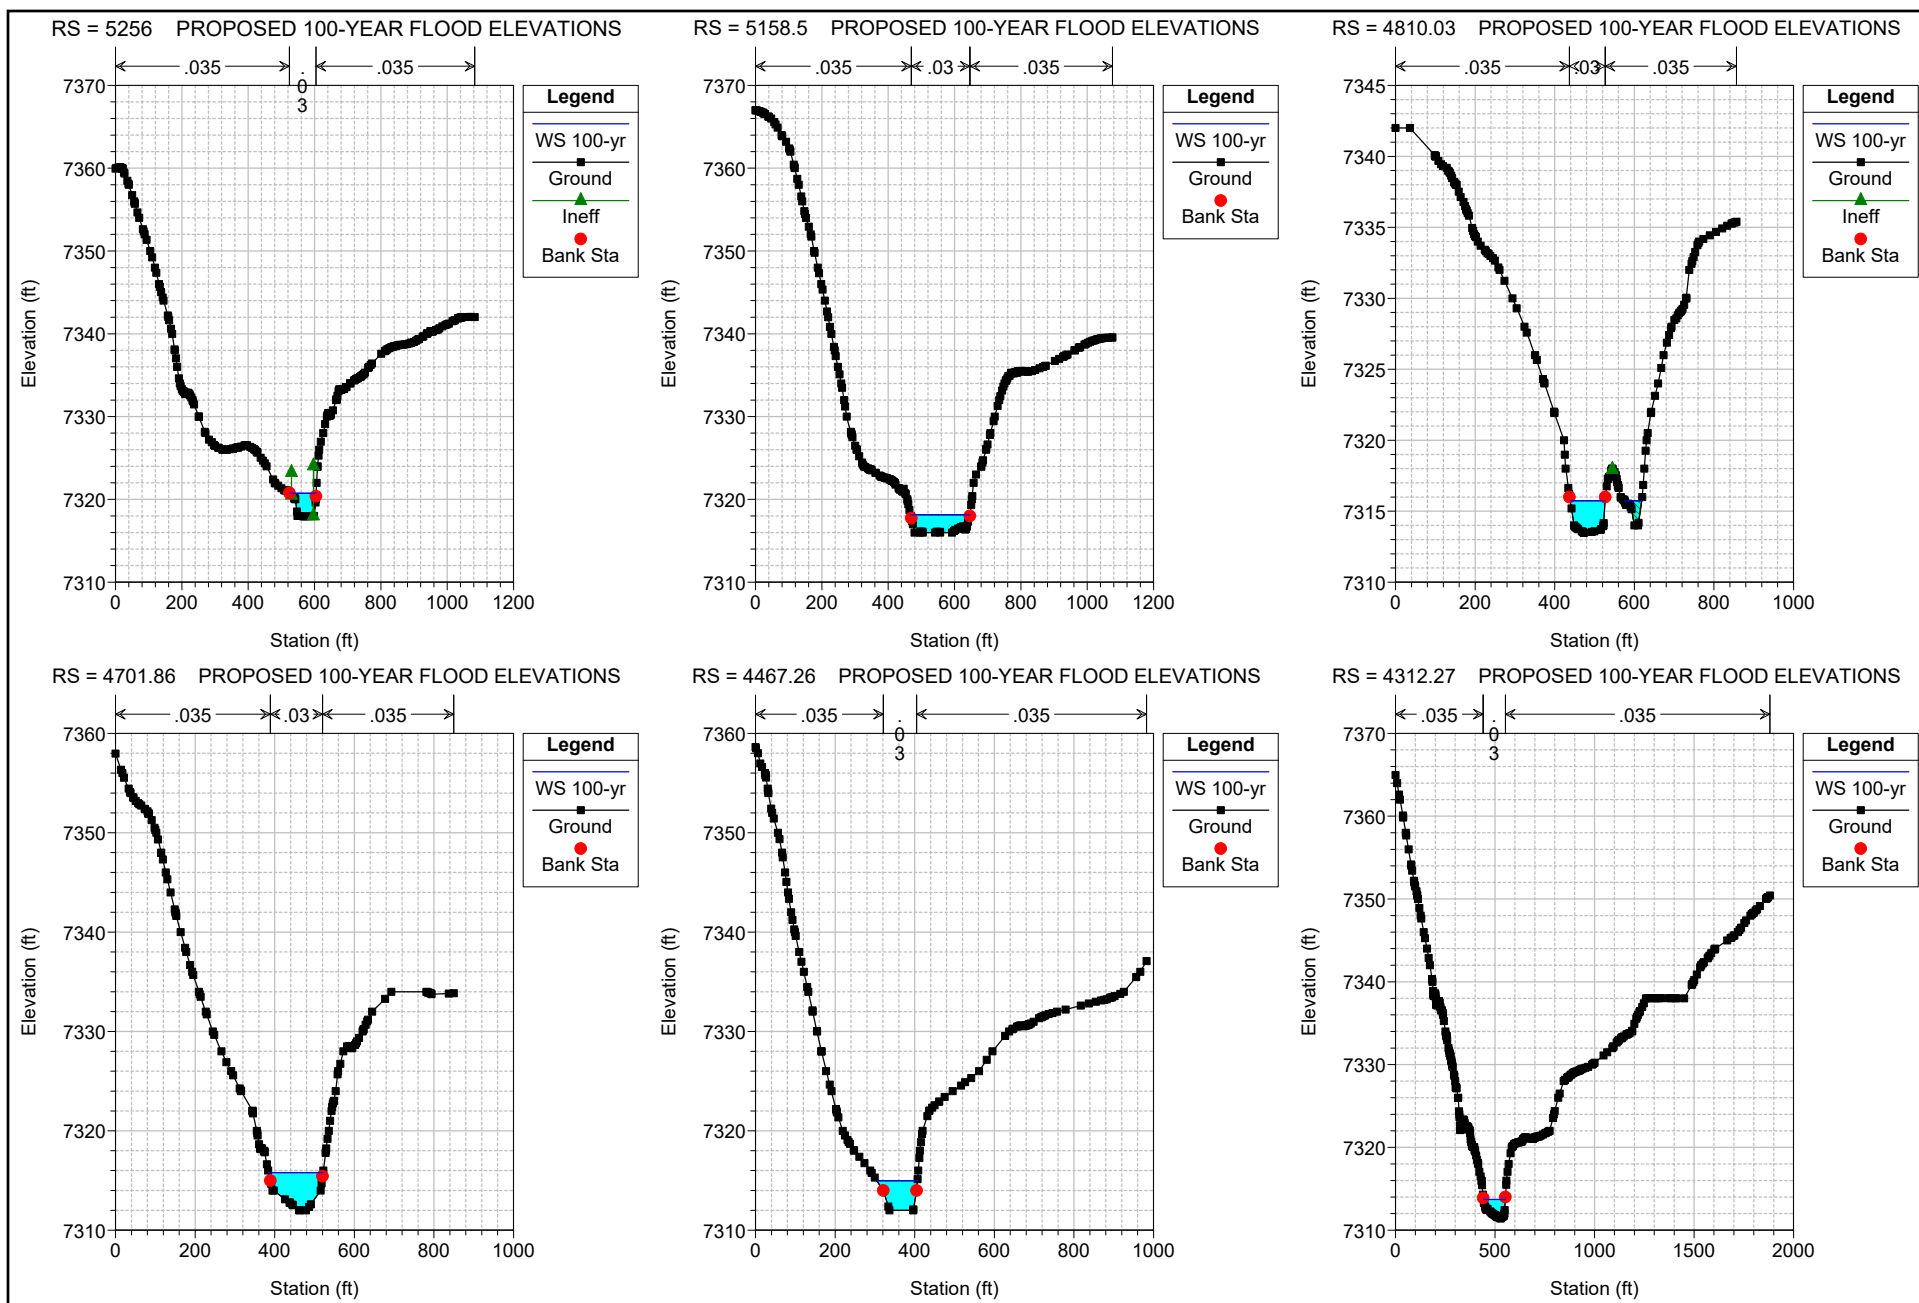 RS = 5256 PROPOSED 100-YEAR FLOOD ELEVATIONS
.035 .03 .035
7370
7360
7350
7340
7330
7320
7310
Elevation (ft)
0 200 400 600 800 1000 1200
Station (ft)
Legend
WS 100-yr
Ground
Ineff
Bank Sta
RS = 5158.5 PROPOSED 100-YEAR FLOOD ELEVATIONS
.035 .03 .035
7370
7360
7350
7340
7330
7320
7310
Elevation (ft)
0 200 400 600 800 1000 1200
Station (ft)
Legend
WS 100-yr
Ground
Bank Sta
RS = 4810.03 PROPOSED 100-YEAR FLOOD ELEVATIONS
.035 .03 .035
7345
7340
7335
7330
7325
7320
7315
7310
Elevation (ft)
0 200 400 600 800 1000
Station (ft)
Legend
WS 100-yr
Ground
Ineff
Bank Sta
RS = 4701.86 PROPOSED 100-YEAR FLOOD ELEVATIONS
.035 .03 .035
7360
7350
7340
7330
7320
7310
Elevation (ft)
0 200 400 600 800 1000
Station (ft)
Legend
WS 100-yr
Ground
Bank Sta
RS = 4467.26 PROPOSED 100-YEAR FLOOD ELEVATIONS
.035 .03 .035
7360
7350
7340
7330
7320
7310
Elevation (ft)
0 200 400 600 800 1000
Station (ft)
Legend
WS 100-yr
Ground
Bank Sta
RS = 4312.27 PROPOSED 100-YEAR FLOOD ELEVATIONS
.035 .03 .035
7370
7360
7350
7340
7330
7320
7310
Elevation (ft)
0 500 1000 1500 2000
Station (ft)
Legend
WS 100-yr
Ground
Bank Sta